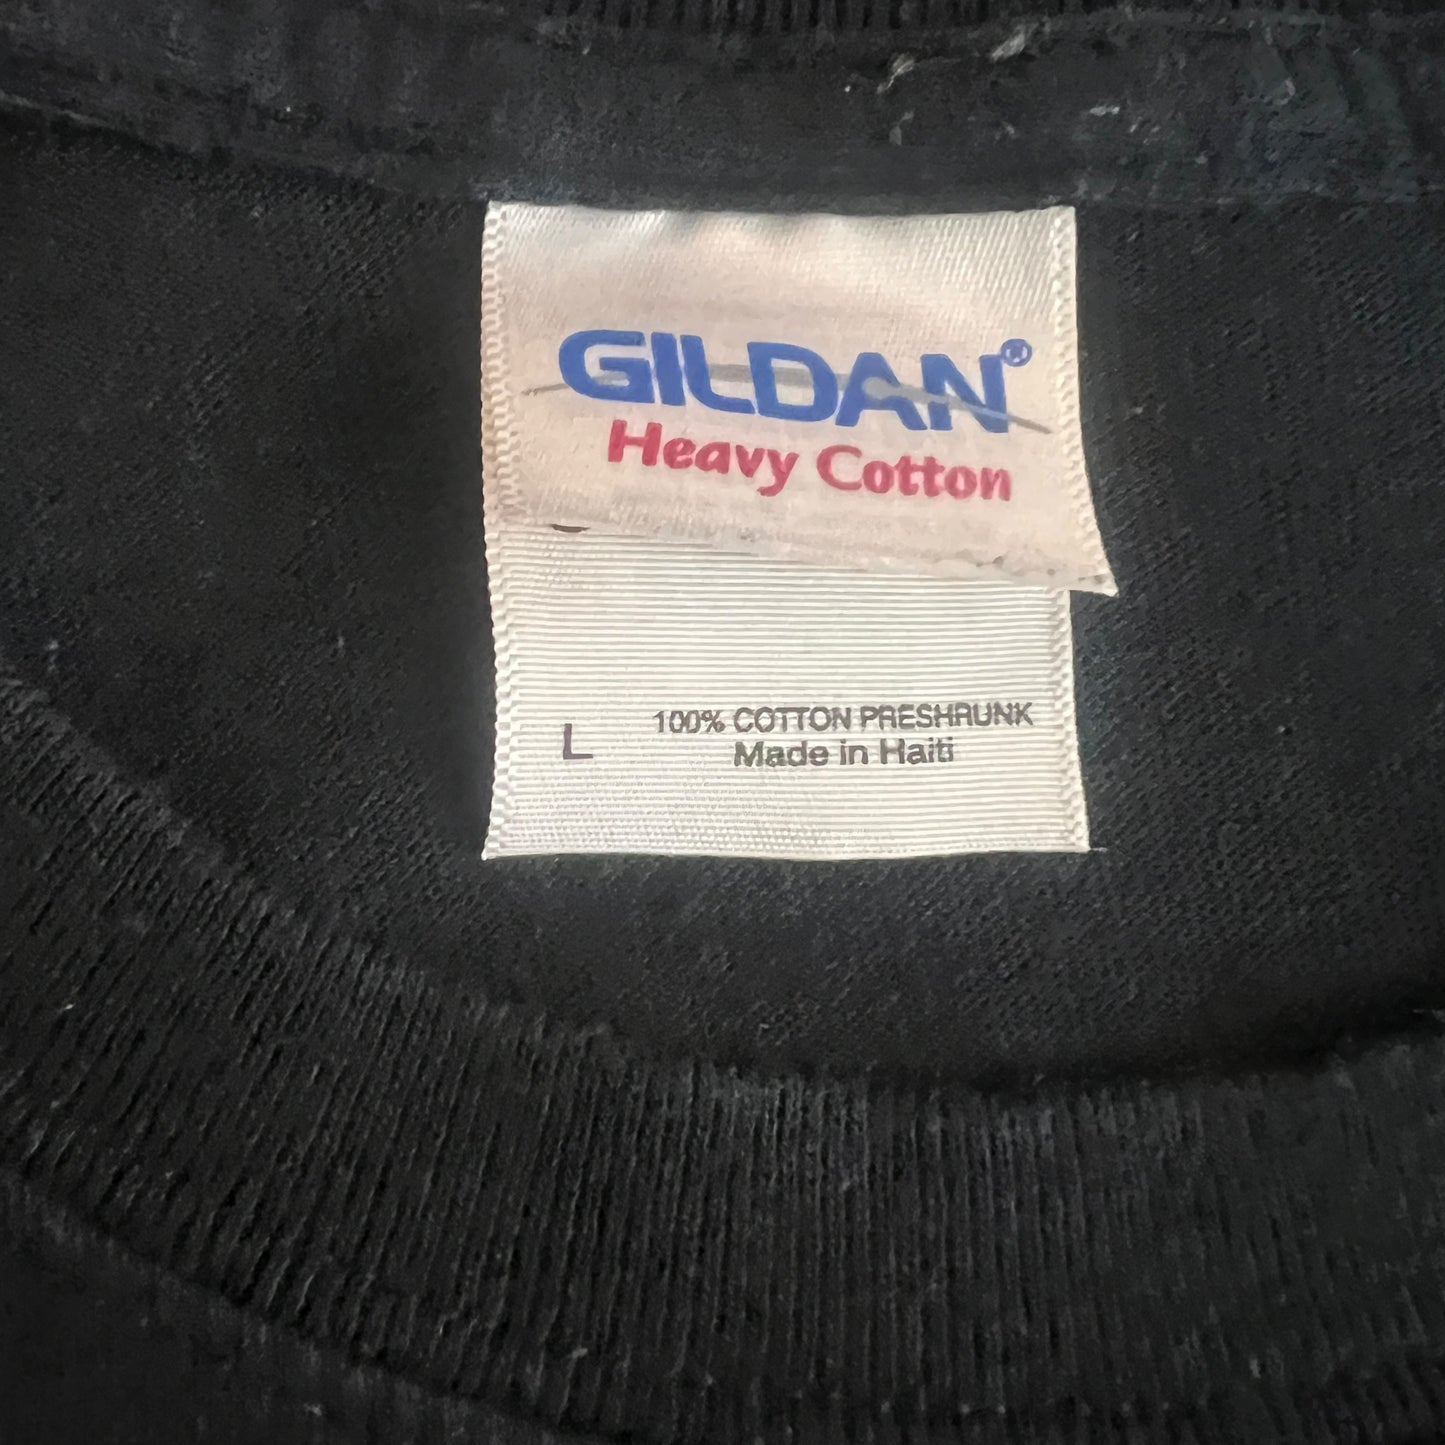 GILDAN®
Heavy Cotton
L 100% COTTON PRESHRUNK
Made in Haiti